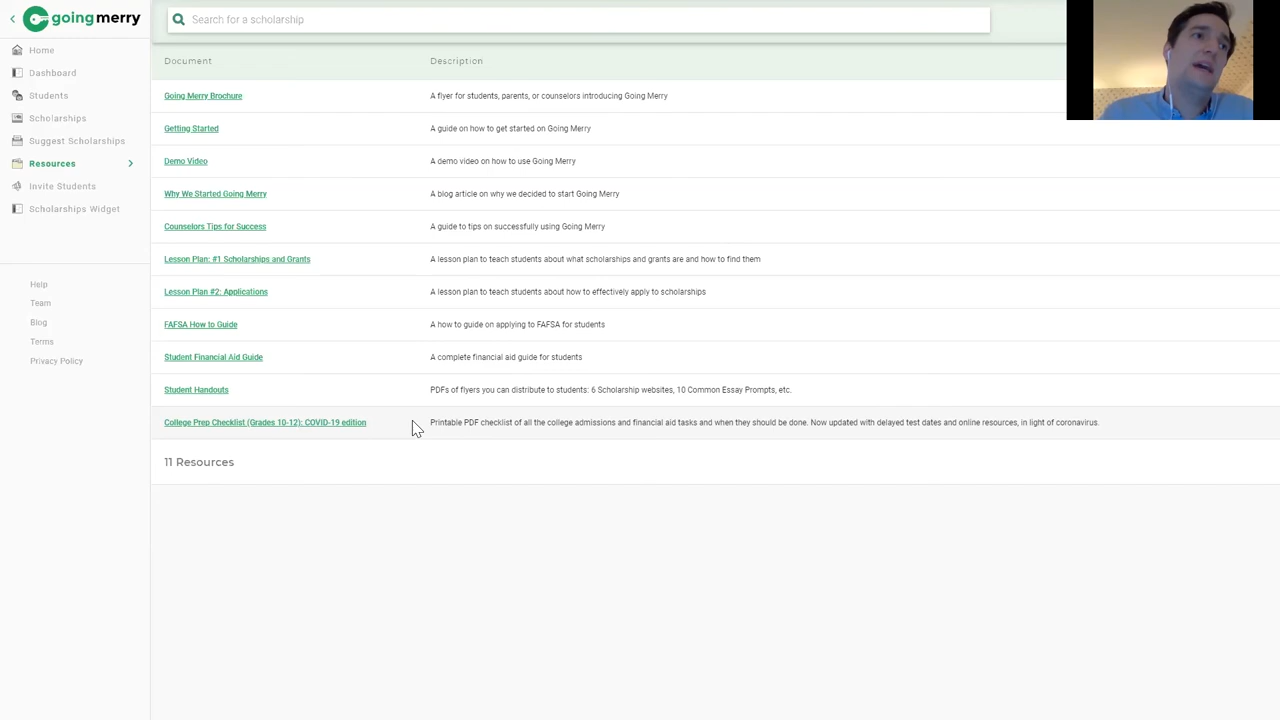 goingmerry
Search for a scholarship
Home
Dashboard
Students
Scholarships
Suggest Scholarships
Resources
Invite Students
Scholarships Widget
Help
Team
Blog
Terms
Privacy Policy
Document Description
Going Merry Brochure A flyer for students, parents, or counselors introducing Going Merry
Getting Started A guide on how to get started on Going Merry
Demo Video A demo video on how to use Going Merry
Why We Started Going Merry A blog article on why we decided to start Going Merry
Counselors Tips for Success A guide to tips on successfully using Going Merry
Lesson Plan: #1 Scholarships and Grants A lesson plan to teach students about what scholarships and grants are and how to find them
Lesson Plan #2: Applications A lesson plan to teach students about how to effectively apply to scholarships
FAFSA How to Guide A how to guide on applying to FAFSA for students
Student Financial Aid Guide A complete financial aid guide for students
Student Handouts PDFs of flyers you can distribute to students: 6 Scholarship websites, 10 Common Essay Prompts, etc.
College Prep Checklist (Grades 10-12): COVID-19 edition Printable PDF checklist of all the college admissions and financial aid tasks and when they should be done. Now updated with delayed test dates and online resources, in light of coronavirus.
11 Resources